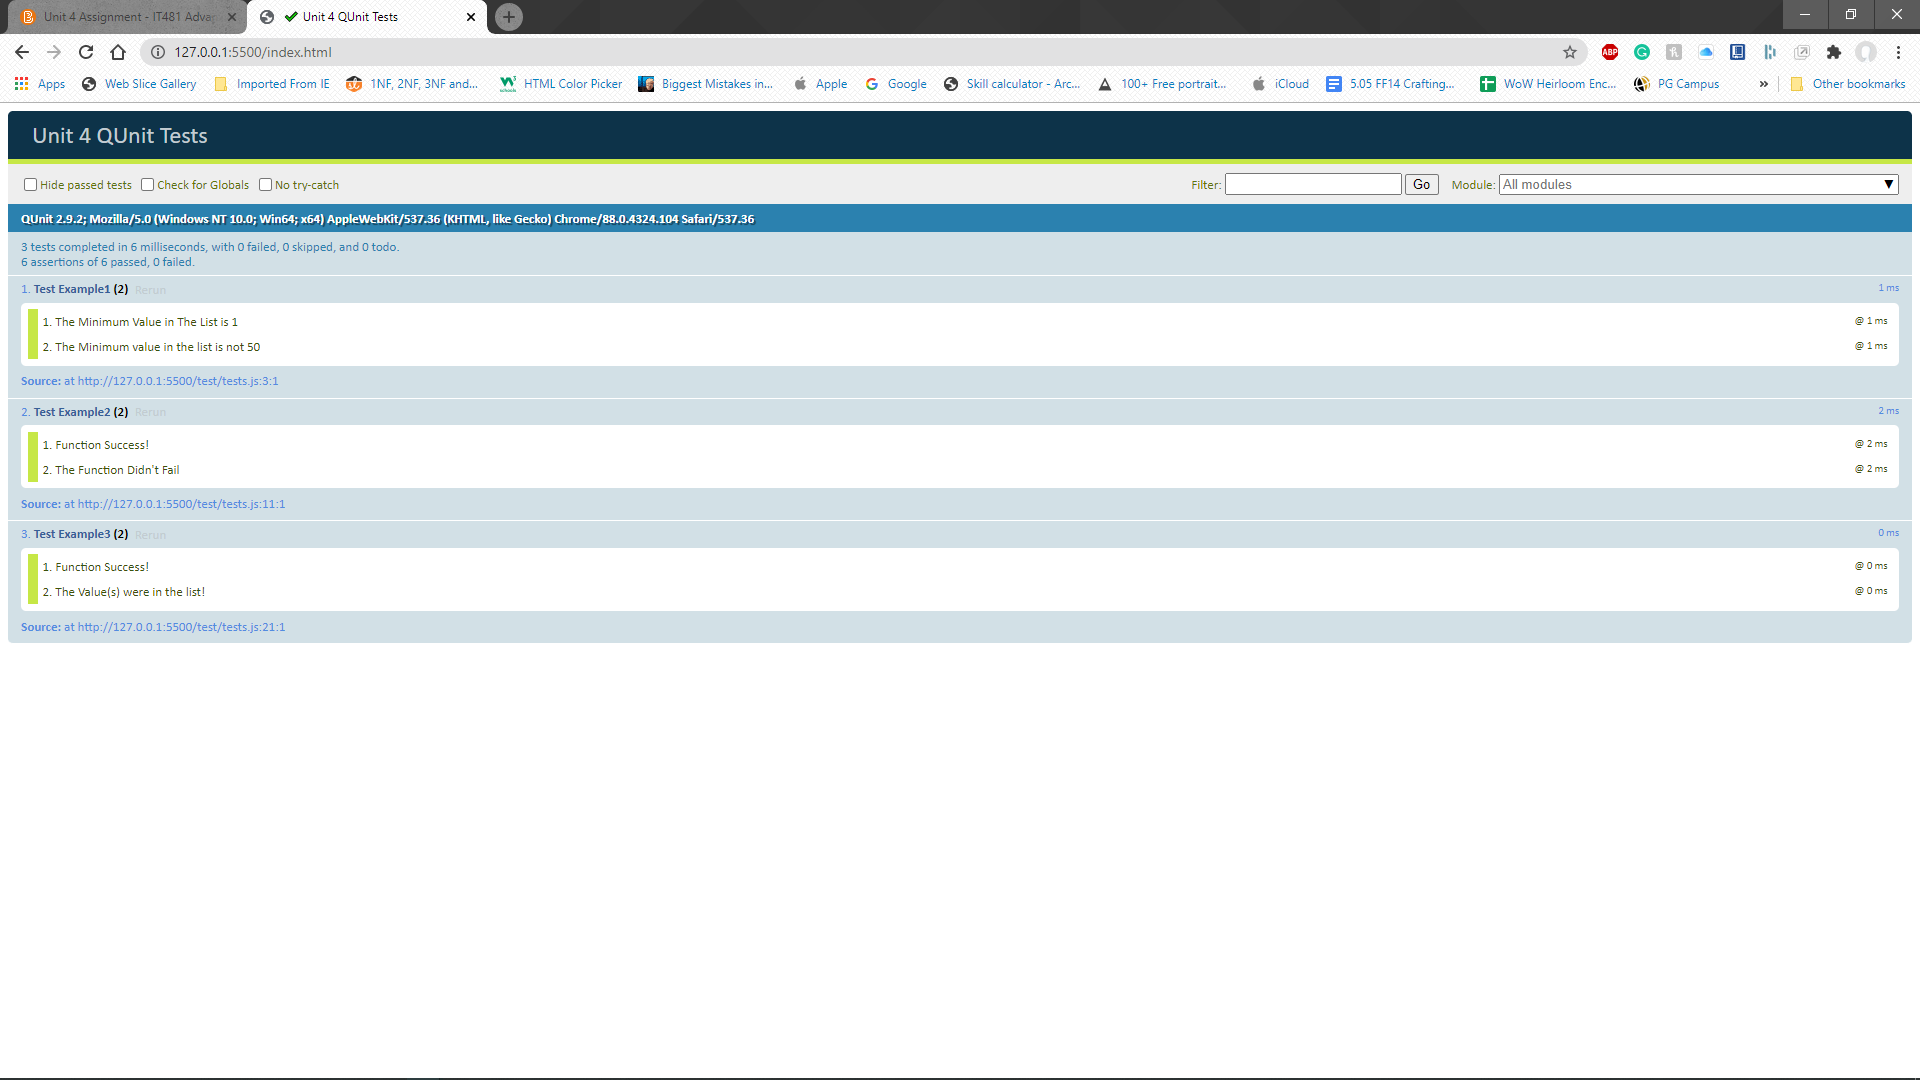 Unit 4 Assignment - IT481 Adva
Unit 4 QUnit Tests
127.0.0.1:5500/index.html
ABP
Apps Web Slice Gallery Imported From IE 1NF, 2NF, 3NF and... HTML Color Picker Biggest Mistakes in... Apple Google Skill calculator - Arc... 100+ Free portrait... iCloud 5.05 FF14 Crafting... WoW Heirloom Enc... PG Campus » Other bookmarks
Unit 4 QUnit Tests
Hide passed tests Check for Globals No try-catch Filter: Go Module: All modules
QUnit 2.9.2; Mozilla/5.0 (Windows NT 10.0; Win64; x64) AppleWebKit/537.36 (KHTML, like Gecko) Chrome/88.0.4324.104 Safari/537.36
3 tests completed in 6 milliseconds, with 0 failed, 0 skipped, and 0 todo.
6 assertions of 6 passed, 0 failed.
1. Test Example1 (2) Rerun 1 ms
1. The Minimum Value in The List is 1 @ 1 ms
2. The Minimum value in the list is not 50 @ 1 ms
Source: at http://127.0.0.1:5500/test/tests.js:3:1
2. Test Example2 (2) Rerun 2 ms
1. Function Success! @ 2 ms
2. The Function Didn't Fail @ 2 ms
Source: at http://127.0.0.1:5500/test/tests.js:11:1
3. Test Example3 (2) Rerun 0 ms
1. Function Success! @ 0 ms
2. The Value(s) were in the list! @ 0 ms
Source: at http://127.0.0.1:5500/test/tests.js:21:1